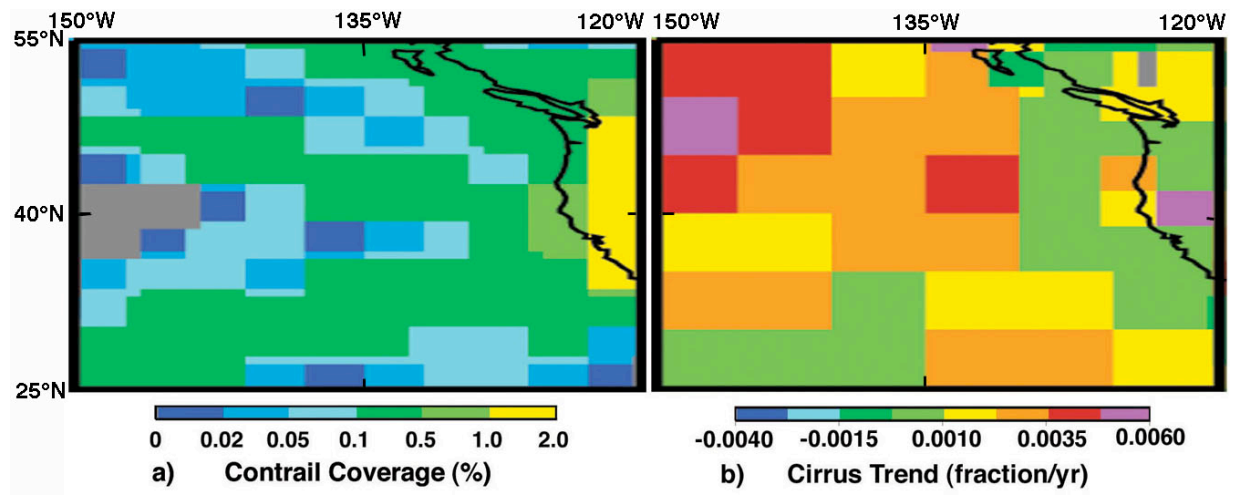 150°W 135°W 120°W 150°W 135°W 120°W
55°N
40°N
25°N
0 0.02 0.05 0.1 0.5 1.0 2.0 -0.0040 -0.0015 0.0010 0.0035 0.0060
a) Contrail Coverage (%) b) Cirrus Trend (fraction/yr)